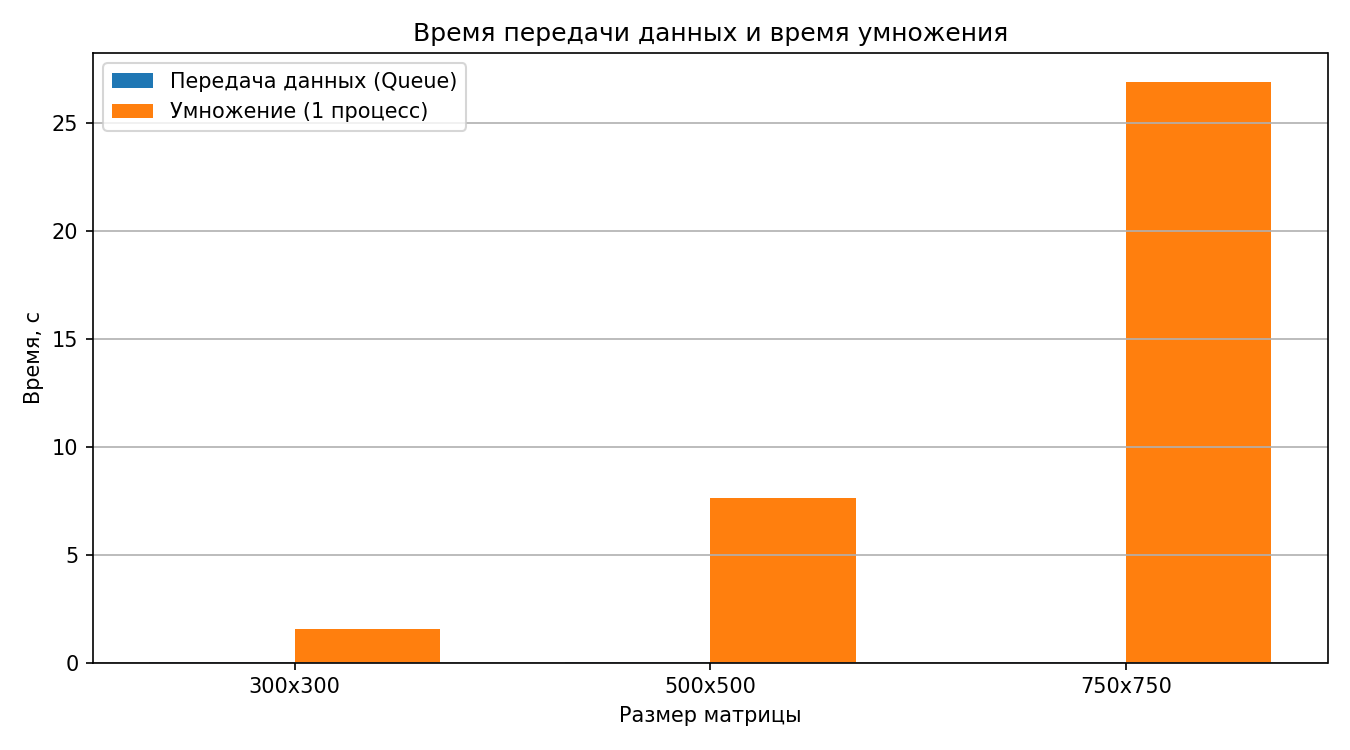 Время передачи данных и время умножения
Передача данных (Queue)
Умножение (1 процесс)
25
20
15
10
5
0
Время, с
300x300
500x500
750x750
Размер матрицы